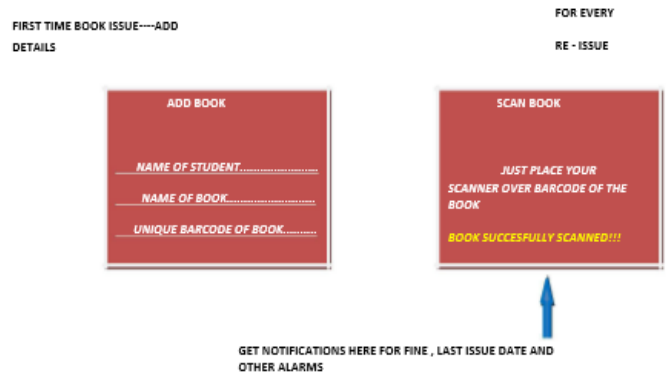 FIRST TIME BOOK ISSUE----ADD
DETAILS
FOR EVERY
RE - ISSUE
ADD BOOK
NAME OF STUDENT........................
NAME OF BOOK...........................
UNIQUE BARCODE OF BOOK..........
SCAN BOOK
JUST PLACE YOUR
SCANNER OVER BARCODE OF THE
BOOK
BOOK SUCCESFULLY SCANNED!!!
GET NOTIFICATIONS HERE FOR FINE , LAST ISSUE DATE AND
OTHER ALARMS